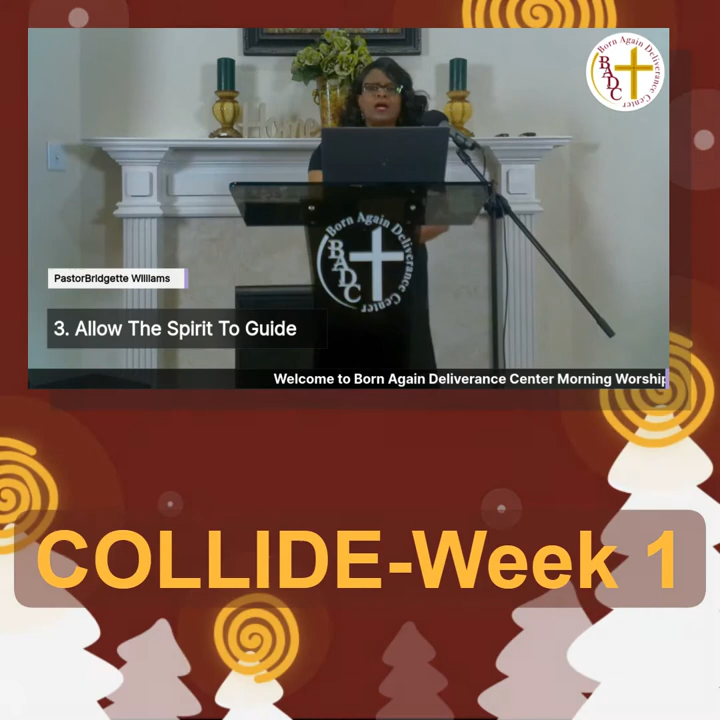 Born Again Deliverance Center
BADC
Home
Born Again Deliverance Center
BADC
PastorBridgette Williams
3. Allow The Spirit To Guide
Welcome to Born Again Deliverance Center Morning Worship
COLLIDE-Week 1